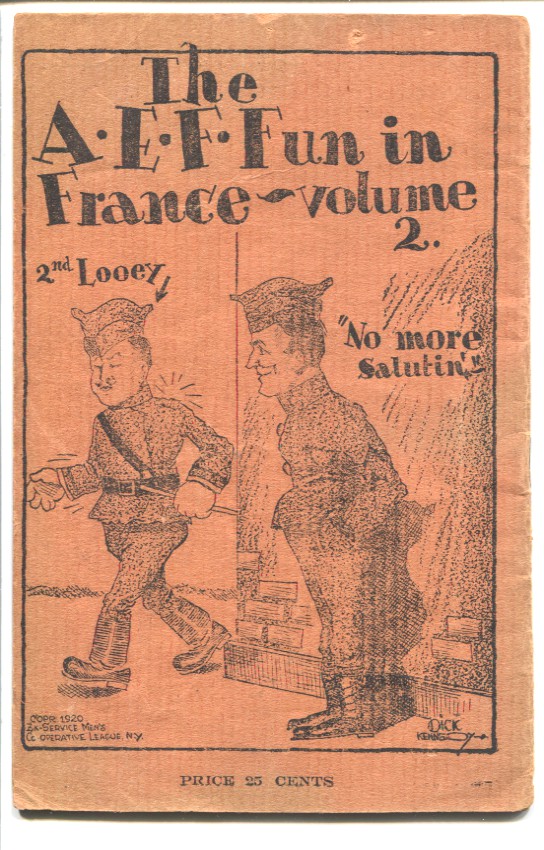 The
A·E·F·Fun in
France - volume
2.
2nd Looey!
"No more
Salutin'."
COPR. 1920
Ex-Service Men's
Co operative League, N.Y.
Dick
PRICE 25 CENTS